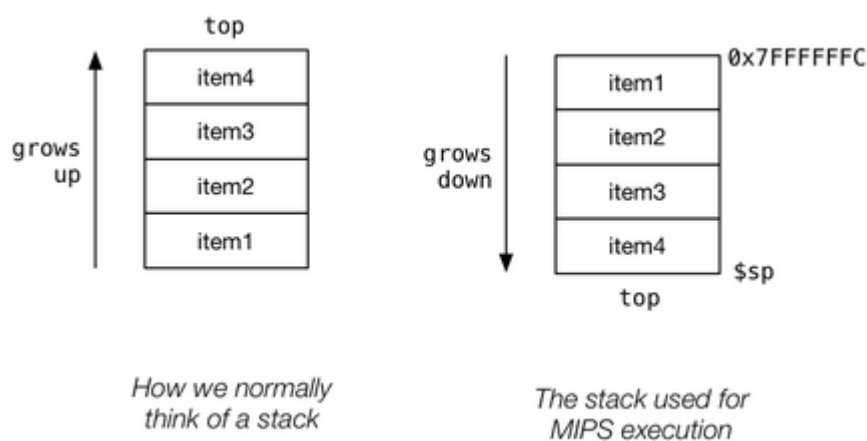 top
item4
item3
item2
item1
grows
up
How we normally
think of a stack
0x7FFFFFFC
item1
item2
item3
item4
grows
down
$sp
top
The stack used for
MIPS execution